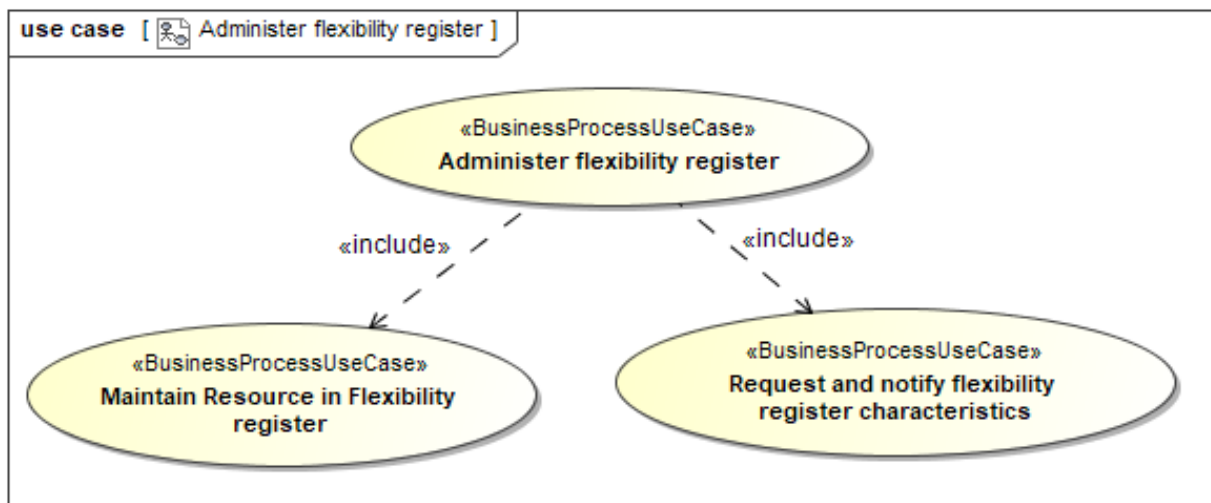 use case [ Administer flexibility register ]
«BusinessProcessUseCase»
Administer flexibility register
«include»
«include»
«BusinessProcessUseCase»
Maintain Resource in Flexibility
register
«BusinessProcessUseCase»
Request and notify flexibility
register characteristics